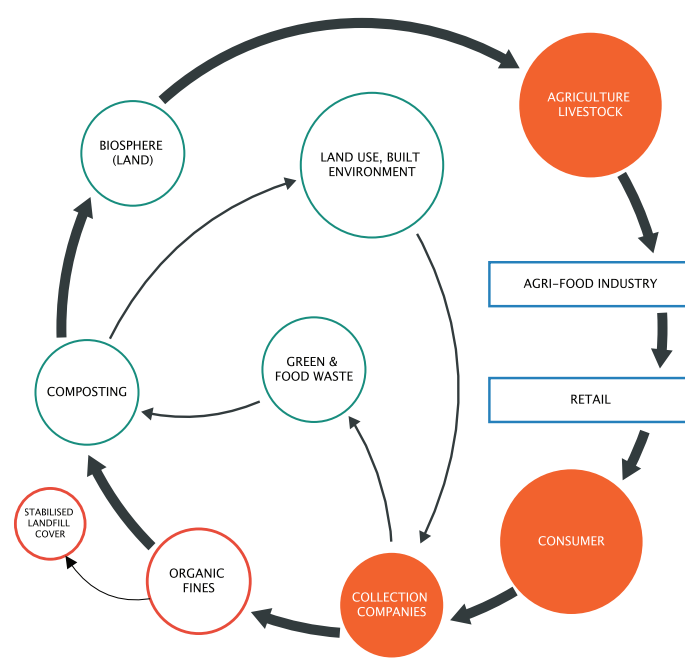 AGRICULTURE
LIVESTOCK
BIOSPHERE
(LAND)
LAND USE, BUILT
ENVIRONMENT
AGRI-FOOD INDUSTRY
GREEN &
FOOD WASTE
COMPOSTING
RETAIL
STABILISED
LANDFILL
COVER
CONSUMER
ORGANIC
FINES
COLLECTION
COMPANIES